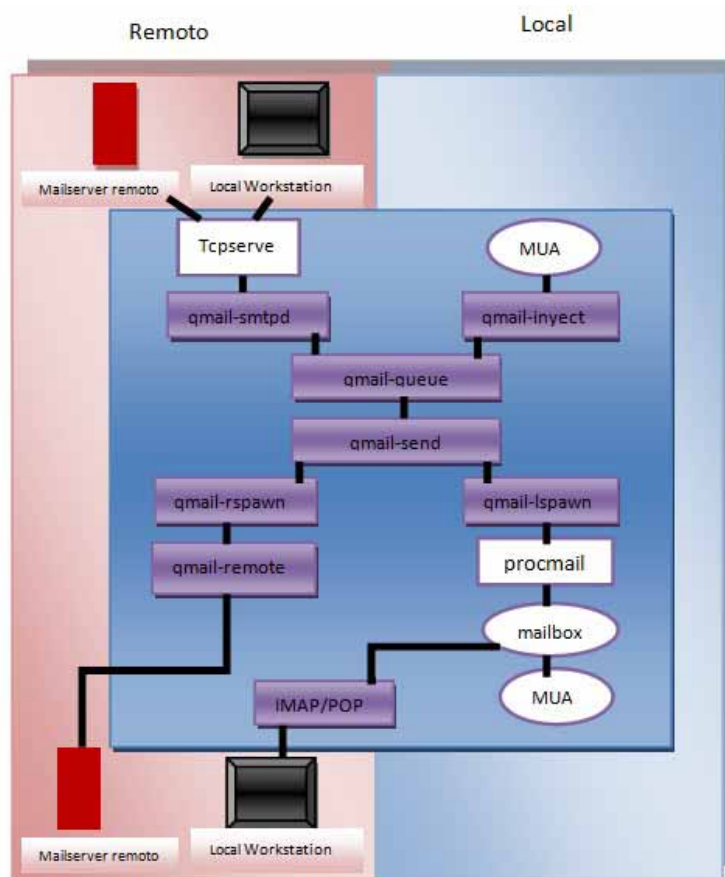 Remoto
Local
Mailserver remoto
Local Workstation
Tcpserve
MUA
qmail-smtpd
qmail-inyect
qmail-queue
qmail-send
qmail-rspawn
qmail-lspawn
qmail-remote
procmail
mailbox
IMAP/POP
MUA
Mailserver remoto
Local Workstation